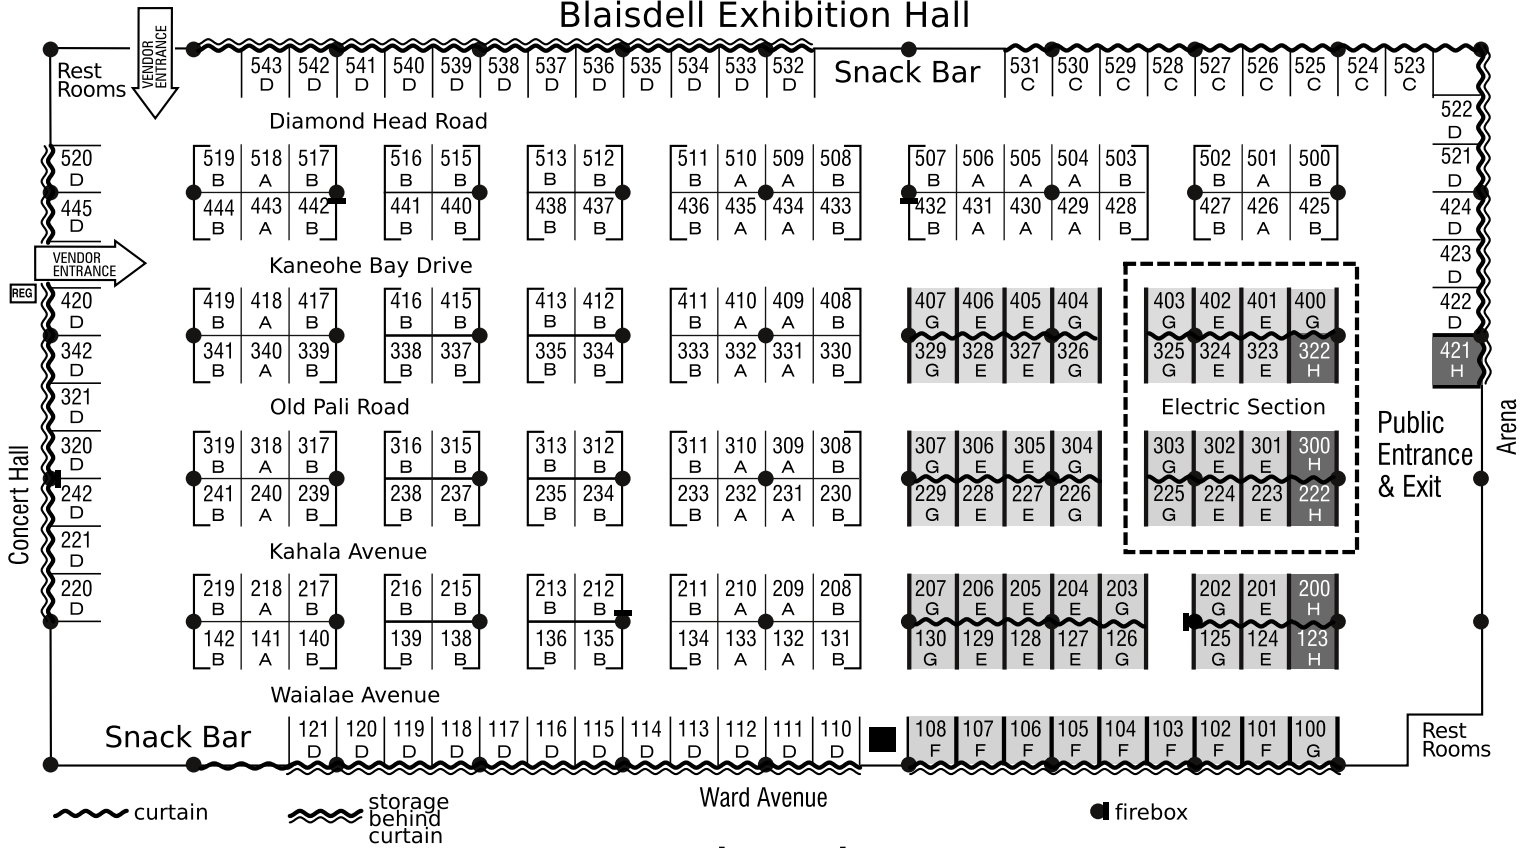 Blaisdell Exhibition Hall
VENDOR
ENTRANCE
Rest
Rooms
543 542 541 540 539 538 537 536 535 534 533 532
D D D D D D D D D D D D
Snack Bar
531 530 529 528 527 526 525 524 523
C C C C C C C C C
522
D
Diamond Head Road
520
D
519 518 517 516 515 513 512 511 510 509 508 507 506 505 504 503 502 501 500
B A B B B B B B A A B B A A A B B A B
521
D
445
D
444 443 442 441 440 438 437 436 435 434 433 432 431 430 429 428 427 426 425
B A B B B B B B A A B B A A A B B A B
424
D
VENDOR
ENTRANCE
Kaneohe Bay Drive
423
D
REG
420
D
419 418 417 416 415 413 412 411 410 409 408 407 406 405 404 403 402 401 400
B A B B B B B B A A B G E E G G E E G
422
D
342
D
341 340 339 338 337 335 334 333 332 331 330 329 328 327 326 325 324 323 322
B A B B B B B B A A B G E E G G E E H
421
H
321
D
Old Pali Road
Electric Section
Public
Entrance
& Exit
Arena
320
D
319 318 317 316 315 313 312 311 310 309 308 307 306 305 304 303 302 301 300
B A B B B B B B A A B G E E G G E E H
Concert Hall
242
D
241 240 239 238 237 235 234 233 232 231 230 229 228 227 226 225 224 223 222
B A B B B B B B A A B G E E G G E E H
221
D
Kahala Avenue
220
D
219 218 217 216 215 213 212 211 210 209 208 207 206 205 204 203 202 201 200
B A B B B B B B A A B G E E E G G E H
142 141 140 139 138 136 135 134 133 132 131 130 129 128 127 126 125 124 123
B A B B B B B B A A B G E E E G G E H
Waialae Avenue
Snack Bar
121 120 119 118 117 116 115 114 113 112 111 110 108 107 106 105 104 103 102 101 100
D D D D D D D D D D D D F F F F F F F F G
Rest
Rooms
Ward Avenue
curtain
storage
behind
curtain
firebox